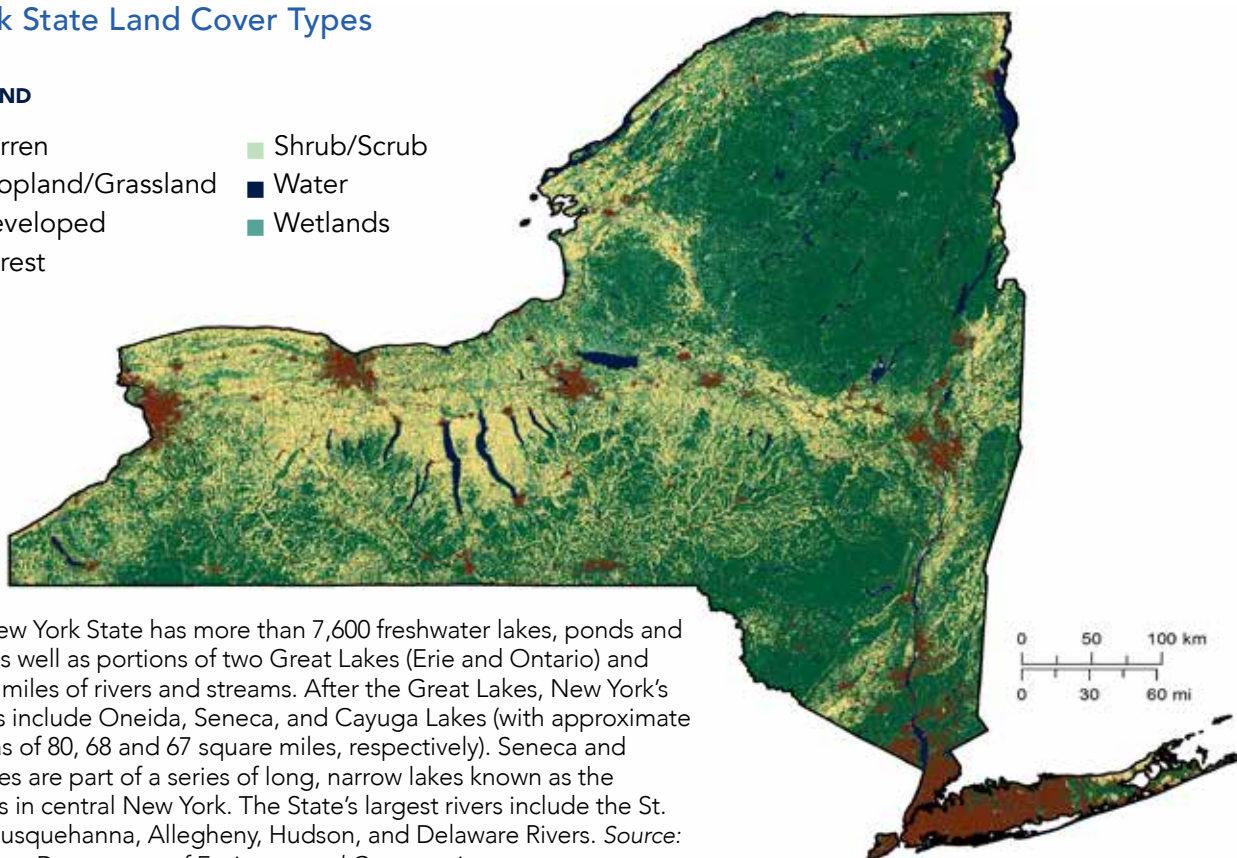 k State Land Cover Types
ND
rren
opland/Grassland
eveloped
rest
Shrub/Scrub
Water
Wetlands
ew York State has more than 7,600 freshwater lakes, ponds and
s well as portions of two Great Lakes (Erie and Ontario) and
miles of rivers and streams. After the Great Lakes, New York's
s include Oneida, Seneca, and Cayuga Lakes (with approximate
as of 80, 68 and 67 square miles, respectively). Seneca and
es are part of a series of long, narrow lakes known as the
s in central New York. The State's largest rivers include the St.
usquehanna, Allegheny, Hudson, and Delaware Rivers. Source:
0 50 100 km
0 30 60 mi